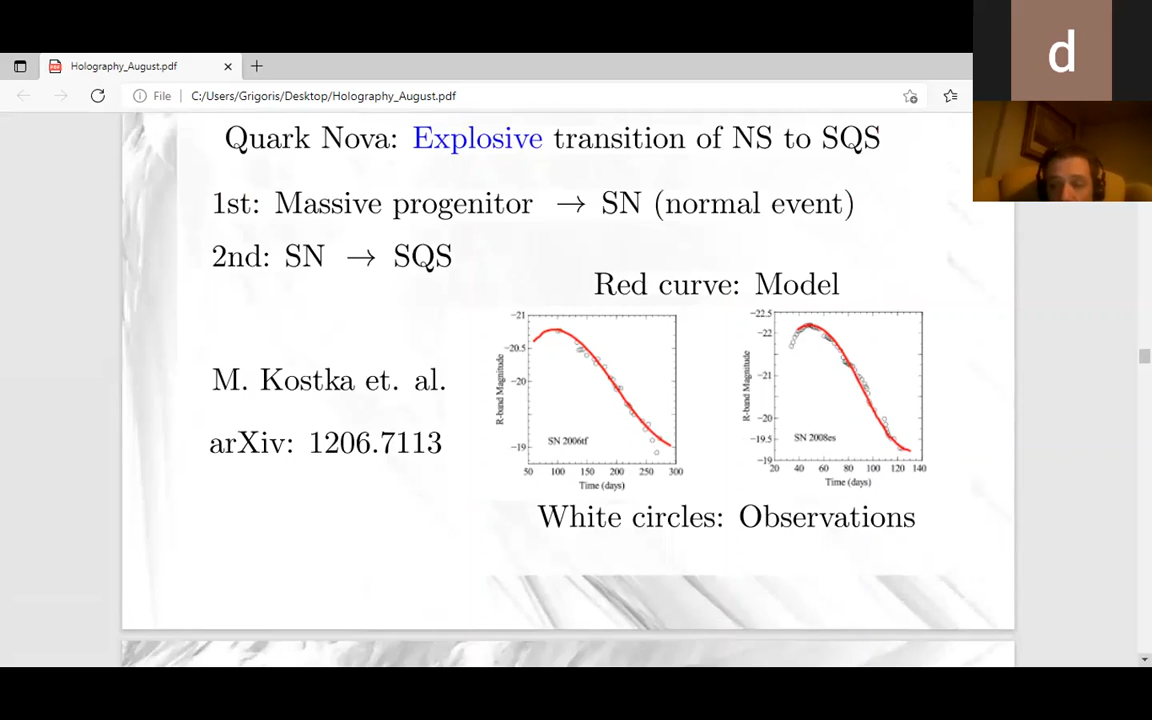 Holography_August.pdf
File
C:/Users/Grigoris/Desktop/Holography_August.pdf
d
Quark Nova: Explosive transition of NS to SQS
1st: Massive progenitor → SN (normal event)
2nd: SN → SQS
Red curve: Model
M. Kostka et. al.
arXiv: 1206.7113
R-band Magnitude
-21
-20.5
-20
-19
SN 2006tf
50 100 150 200 250 300
Time (days)
R-band Magnitude
-22.5
-22
-21
-20
-19.5
-19
SN 2008es
20 40 60 80 100 120 140
Time (days)
White circles: Observations